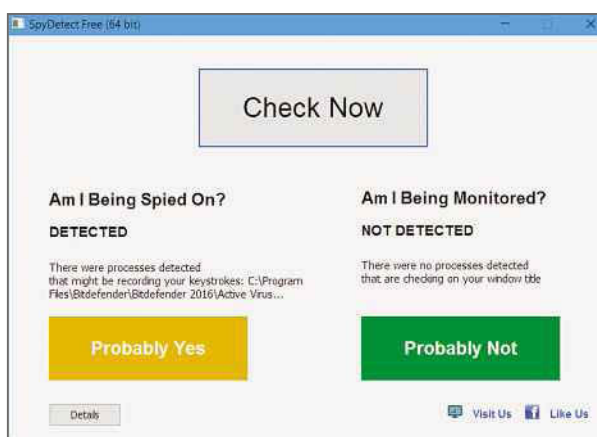 SpyDetect Free (64 bit)
Check Now
Am I Being Spied On?
DETECTED
There were processes detected
that might be recording your keystrokes: C:\Program
Files\Bitdefender\Bitdefender 2016\Active Virus...
Probably Yes
Details
Am I Being Monitored?
NOT DETECTED
There were no processes detected
that are checking on your window title
Probably Not
Visit Us
Like Us